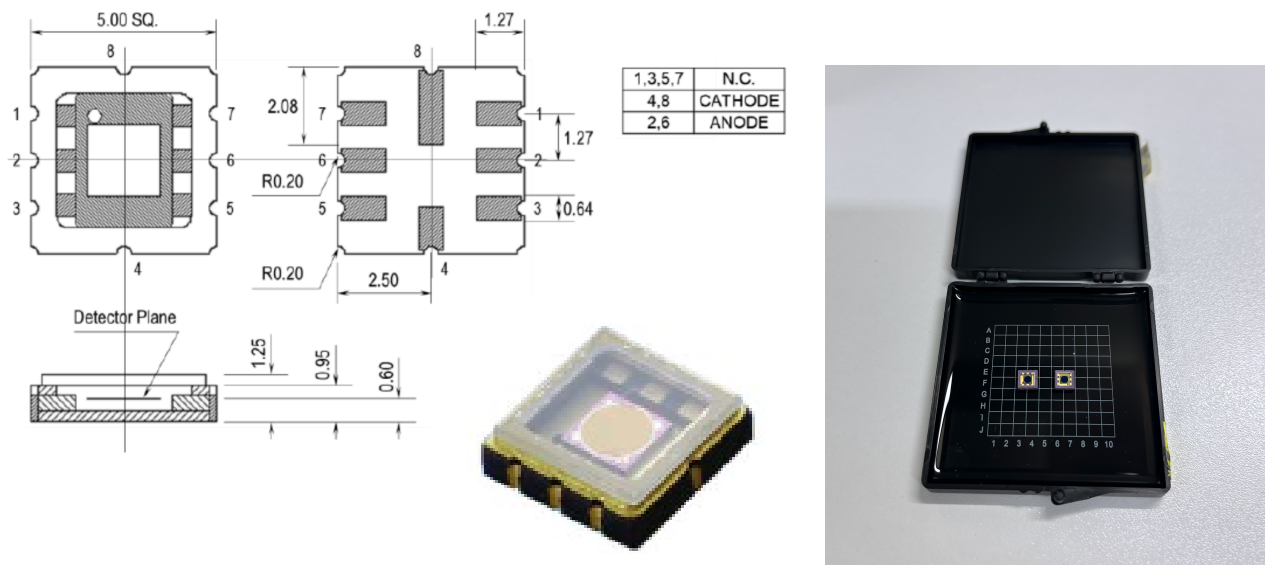 5.00 SQ.
8
1
7
2
6
3
5
4
1.27
8
2.08
7
1
1.27
6
2
R0.20
5
3
0.64
R0.20
4
2.50
1,3,5,7 N.C.
4,8 CATHODE
2,6 ANODE
Detector Plane
1.25
0.95
0.60
A
B
C
D
E
F
G
H
I
J
1 2 3 4 5 6 7 8 9 10